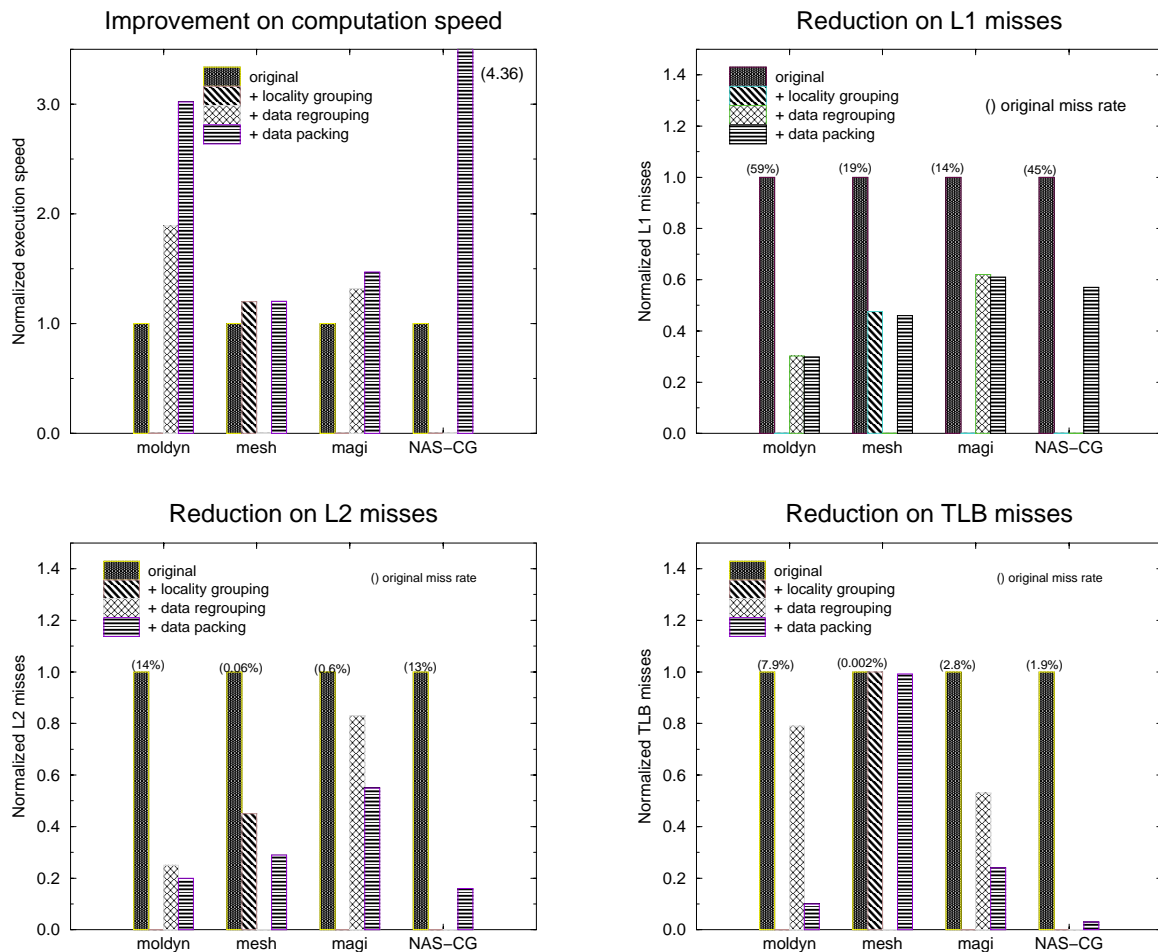 Improvement on computation speed
Normalized execution speed
3.0
2.0
1.0
0.0
original
+ locality grouping
+ data regrouping
+ data packing
(4.36)
moldyn mesh magi NAS−CG
Reduction on L1 misses
Normalized L1 misses
1.4
1.2
1.0
0.8
0.6
0.4
0.2
0.0
original
+ locality grouping
+ data regrouping
+ data packing
() original miss rate
(59%) (19%) (14%) (45%)
moldyn mesh magi NAS−CG
Reduction on L2 misses
Normalized L2 misses
1.4
1.2
1.0
0.8
0.6
0.4
0.2
0.0
original
+ locality grouping
+ data regrouping
+ data packing
() original miss rate
(14%) (0.06%) (0.6%) (13%)
moldyn mesh magi NAS−CG
Reduction on TLB misses
Normalized TLB misses
1.4
1.2
1.0
0.8
0.6
0.4
0.2
0.0
original
+ locality grouping
+ data regrouping
+ data packing
() original miss rate
(7.9%) (0.002%) (2.8%) (1.9%)
moldyn mesh magi NAS−CG